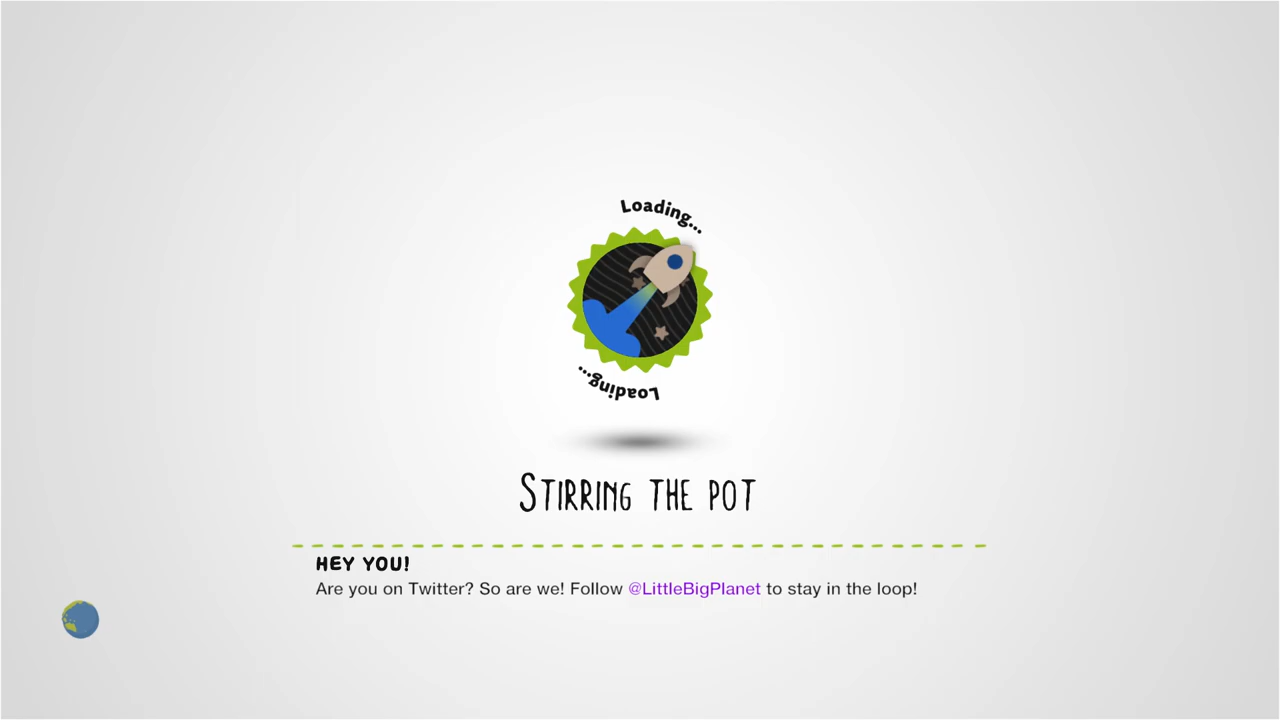 Loading...
Loading...
Stirring the pot
HEY YOU!
Are you on Twitter? So are we! Follow @LittleBigPlanet to stay in the loop!